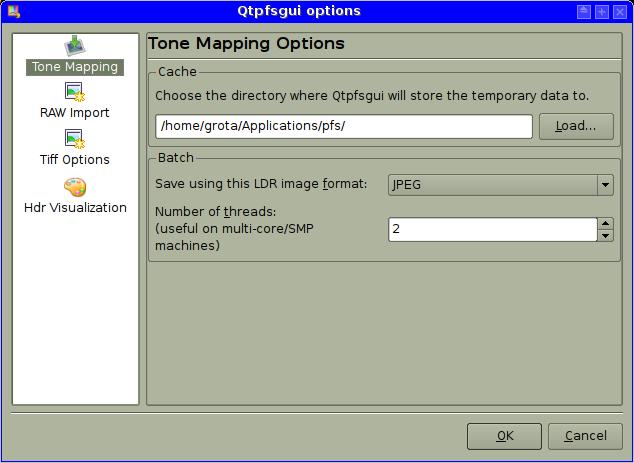 Qtpfsgui options
Tone Mapping
RAW Import
Tiff Options
Hdr Visualization
Tone Mapping Options
Cache
Choose the directory where Qtpfsgui will store the temporary data to.
/home/grota/Applications/pfs/
Load...
Batch
Save using this LDR image format:
JPEG
Number of threads:
(useful on multi-core/SMP
machines)
2
OK
Cancel